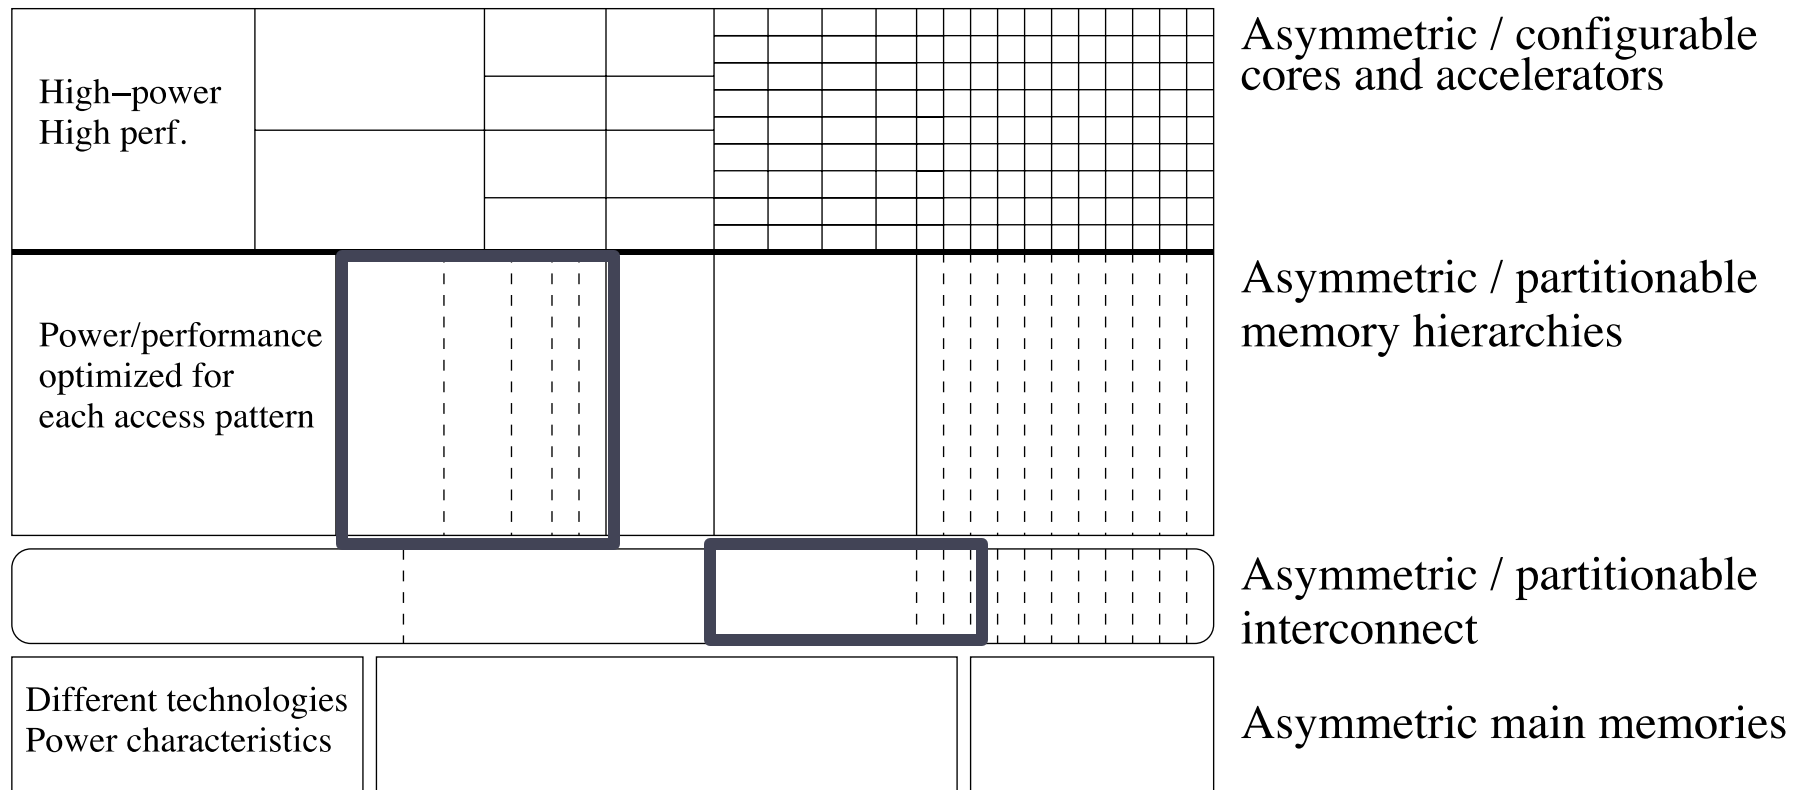 High−power
High perf.
Asymmetric / configurable
cores and accelerators
Power/performance
optimized for
each access pattern
Asymmetric / partitionable
memory hierarchies
Asymmetric / partitionable
interconnect
Different technologies
Power characteristics
Asymmetric main memories